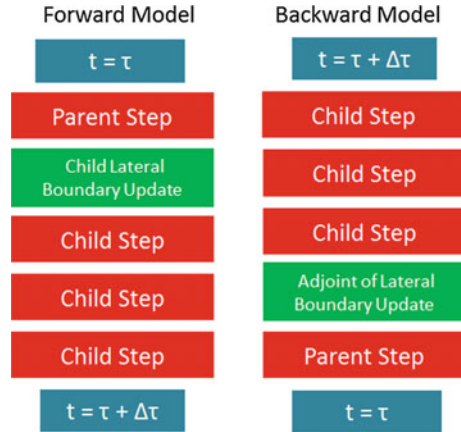 Forward Model
t = τ
Parent Step
Child Lateral
Boundary Update
Child Step
Child Step
Child Step
t = τ + Δτ
Backward Model
t = τ + Δτ
Child Step
Child Step
Child Step
Adjoint of Lateral
Boundary Update
Parent Step
t = τ